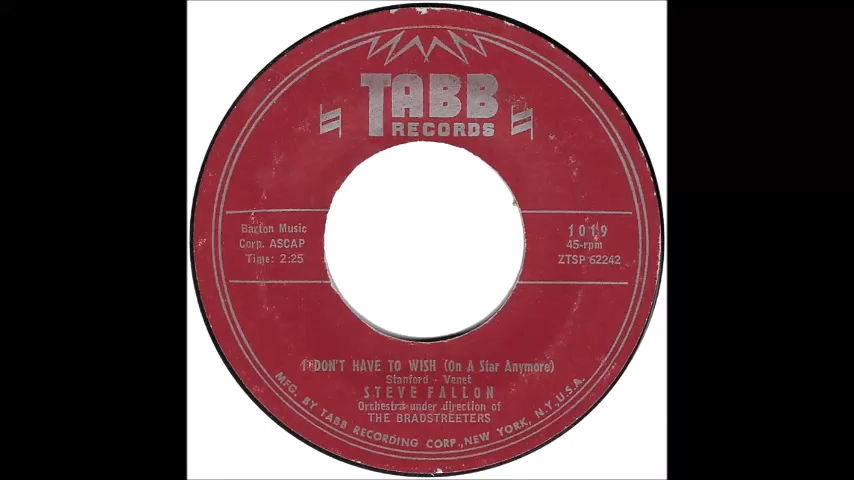 TABB
RECORDS
Barton Music
Corp. ASCAP
Time: 2:25
1019
45-rpm
ZTSP 62242
I DON'T HAVE TO WISH (On A Star Anymore)
Stanford - Venet
STEVE FALLON
Orchestra under direction of
THE BRADSTREETERS
MFG. BY TABB RECORDING CORP., NEW YORK, N.Y., U.S.A.